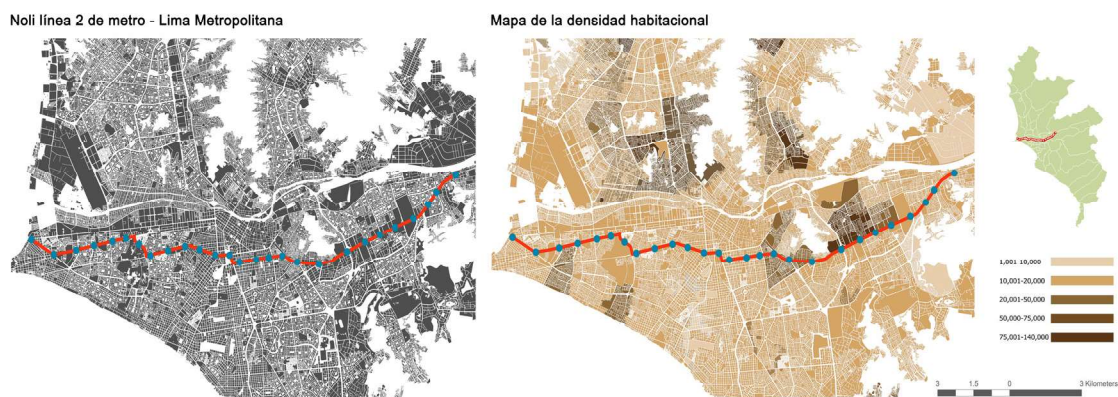 Noli línea 2 de metro - Lima Metropolitana
Mapa de la densidad habitacional
1,001-10,000
10,001-20,000
20,001-50,000
50,000-75,000
75,001-140,000
3 1.5 0 3 Kilometers